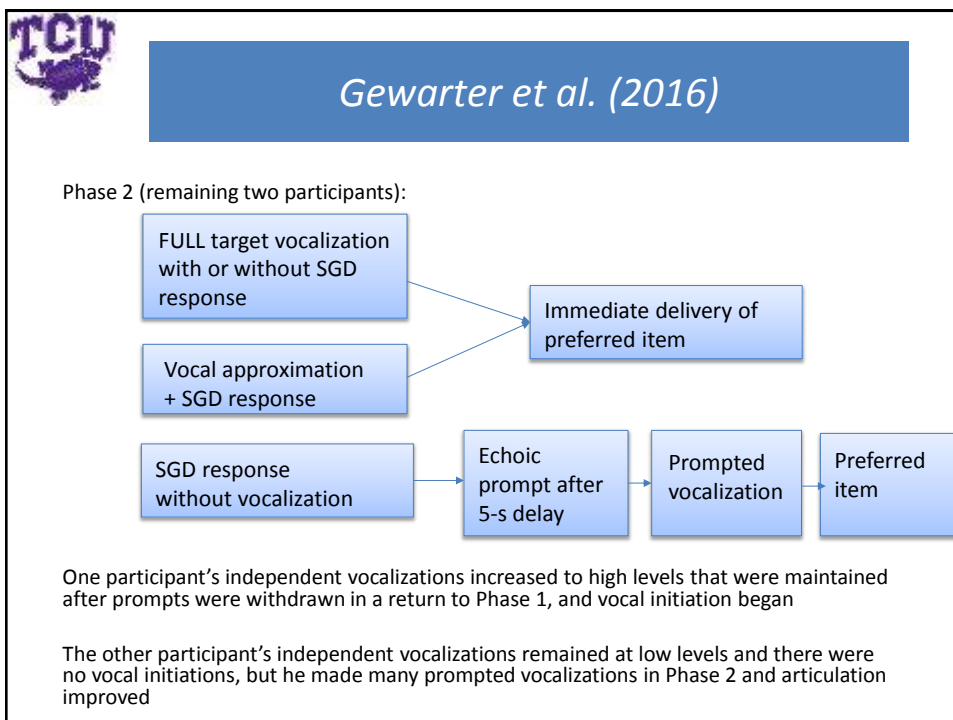 TCU
Gewarter et al. (2016)
Phase 2 (remaining two participants):
FULL target vocalization
with or without SGD
response
Immediate delivery of
preferred item
Vocal approximation
+ SGD response
SGD response
without vocalization
Echoic
prompt after
5-s delay
Prompted
vocalization
Preferred
item
One participant's independent vocalizations increased to high levels that were maintained
after prompts were withdrawn in a return to Phase 1, and vocal initiation began
The other participant's independent vocalizations remained at low levels and there were
no vocal initiations, but he made many prompted vocalizations in Phase 2 and articulation
improved